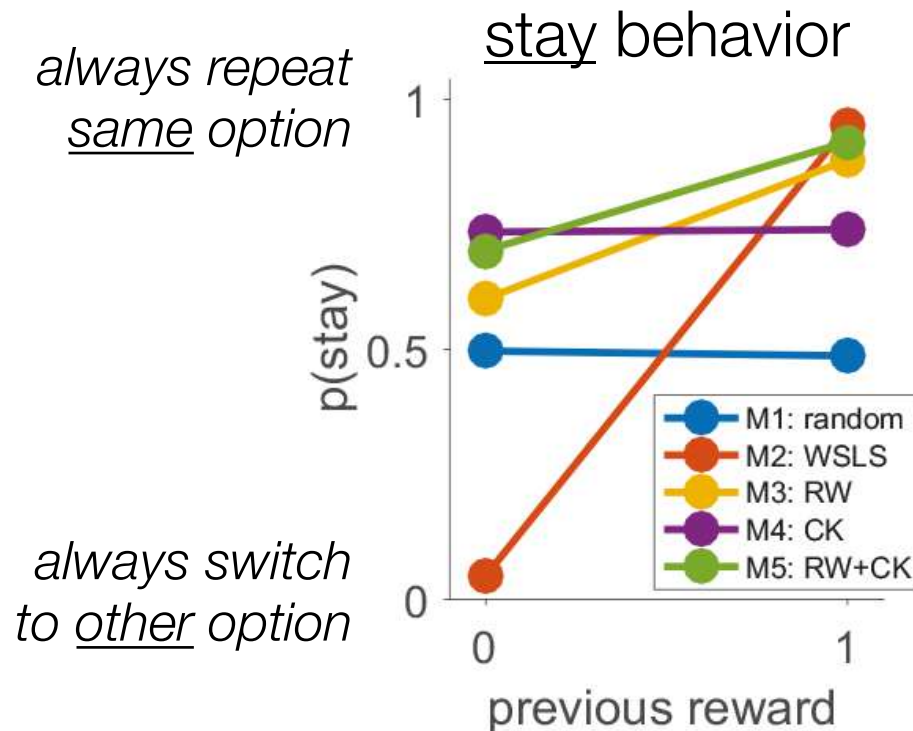 stay behavior
always repeat
same option
1
0.5
0
p(stay)
always switch
to other option
M1: random
M2: WSLS
M3: RW
M4: CK
M5: RW+CK
0 1
previous reward